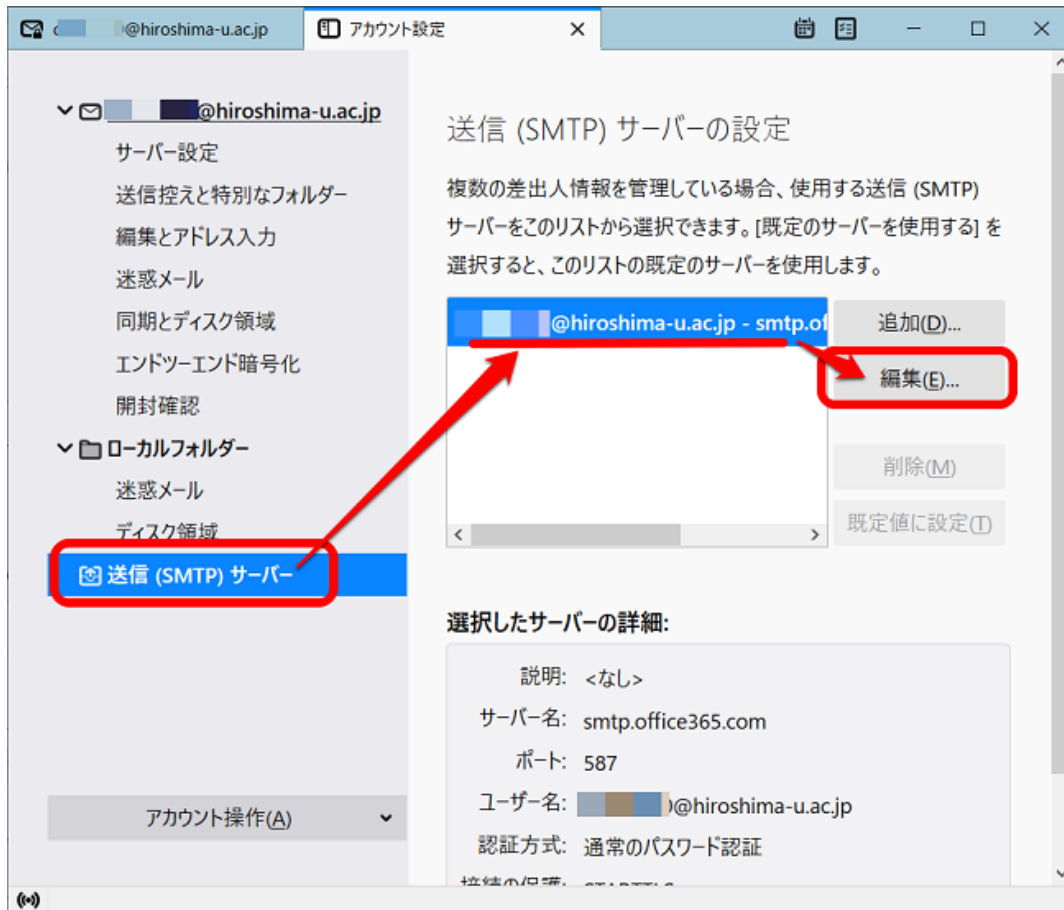 @hiroshima-u.ac.jp
アカウント設定
@hiroshima-u.ac.jp
サーバー設定
送信控えと特別なフォルダー
編集とアドレス入力
迷惑メール
同期とディスク領域
エンドツーエンド暗号化
開封確認
ローカルフォルダー
迷惑メール
ディスク領域
送信 (SMTP) サーバー
アカウント操作(A)
送信 (SMTP) サーバーの設定
複数の差出人情報を管理している場合、使用する送信 (SMTP)
サーバーをこのリストから選択できます。[既定のサーバーを使用する] を
選択すると、このリストの既定のサーバーを使用します。
@hiroshima-u.ac.jp - smtp.of
追加(D)...
編集(E)...
削除(M)
既定値に設定(T)
選択したサーバーの詳細:
説明: <なし>
サーバー名: smtp.office365.com
ポート: 587
ユーザー名: @hiroshima-u.ac.jp
認証方式: 通常のパスワード認証
接続の保護: STARTTLS